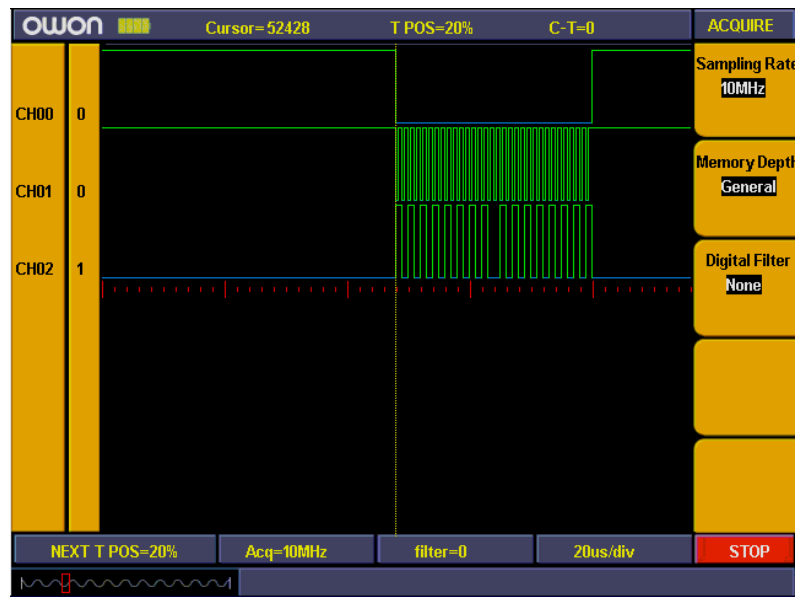 owon Cursor=52428 T POS=20% C-T=0 ACQUIRE
Sampling Rate
10MHz
CH00 0
Memory Depth
General
CH01 0
Digital Filter
None
CH02 1
NEXT T POS=20% Acq=10MHz filter=0 20us/div STOP